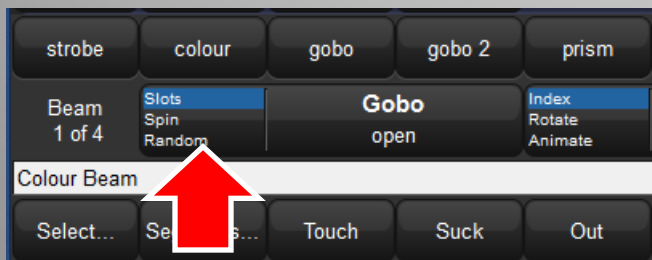 strobe colour gobo gobo 2 prism
Beam
1 of 4
Slots
Spin
Random
Gobo
open
Index
Rotate
Animate
Colour Beam
Select... Touch Suck Out